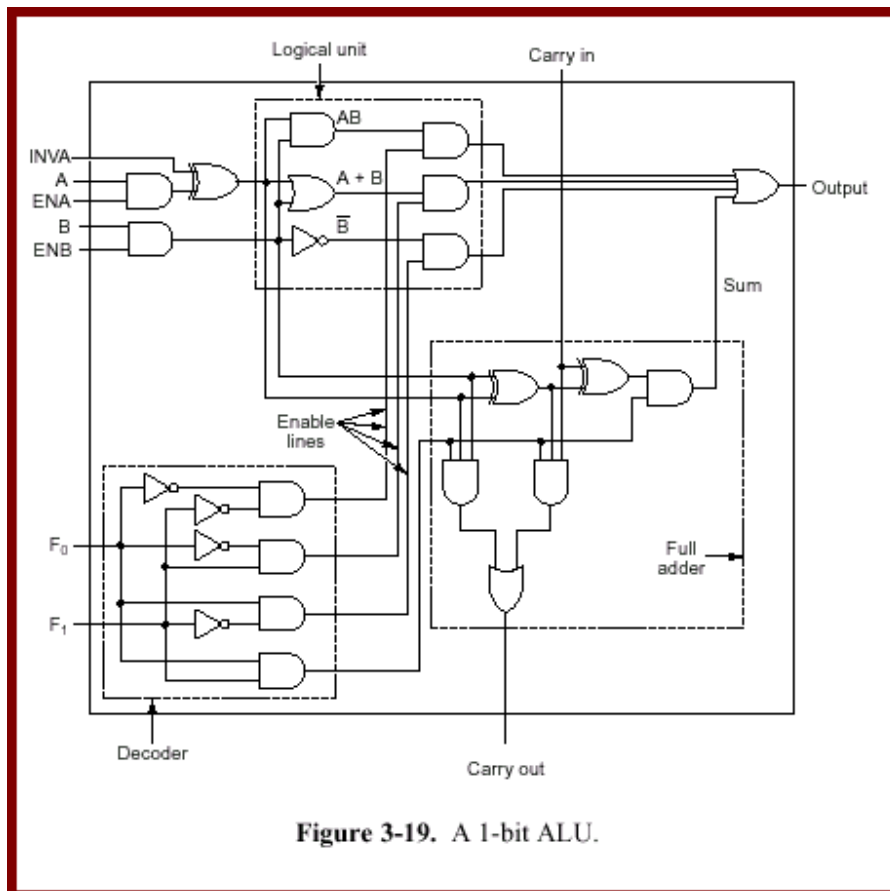 Logical unit
Carry in
INVA
A
ENA
B
ENB
AB
A + B
B̅
Output
Sum
Enable
lines
F₀
F₁
Full
adder
Decoder
Carry out
Figure 3-19. A 1-bit ALU.